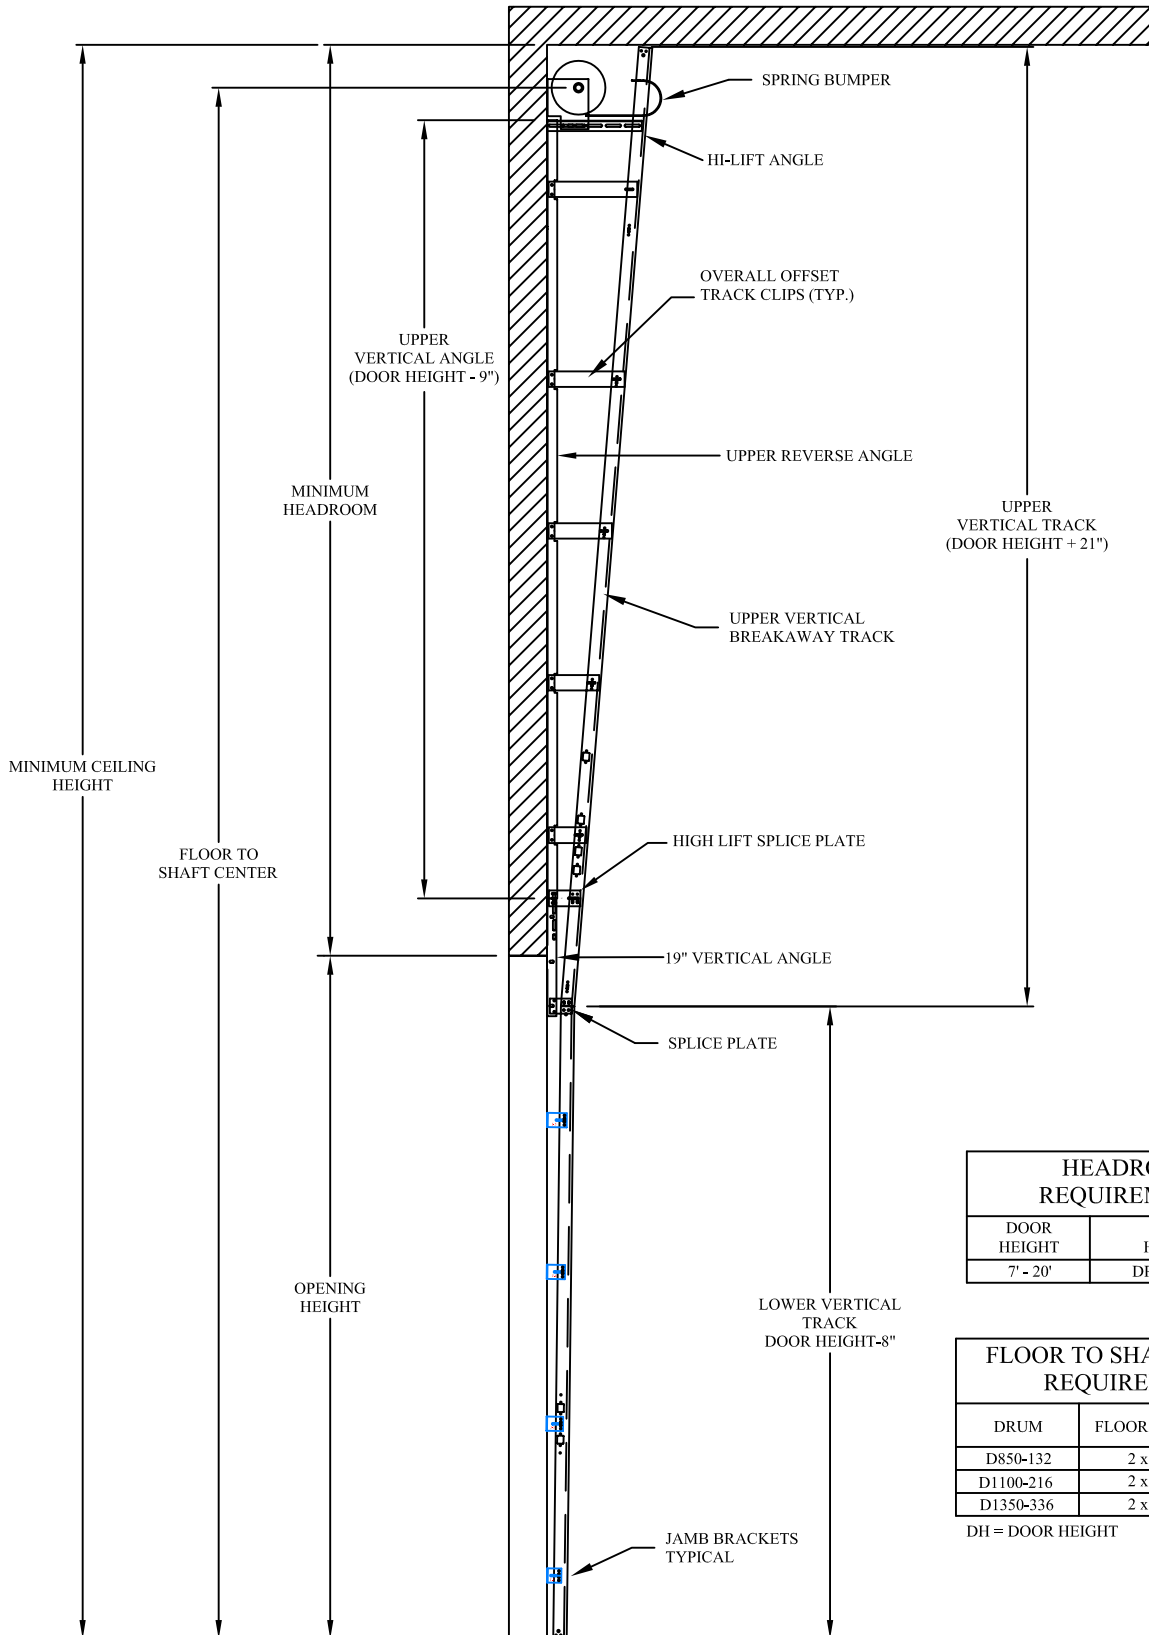 SPRING BUMPER
HI-LIFT ANGLE
OVERALL OFFSET
TRACK CLIPS (TYP.)
UPPER
VERTICAL ANGLE
(DOOR HEIGHT - 9")
UPPER REVERSE ANGLE
MINIMUM
HEADROOM
UPPER
VERTICAL TRACK
(DOOR HEIGHT + 21")
UPPER VERTICAL
BREAKAWAY TRACK
MINIMUM CEILING
HEIGHT
FLOOR TO
SHAFT CENTER
HIGH LIFT SPLICE PLATE
19" VERTICAL ANGLE
SPLICE PLATE
OPENING
HEIGHT
LOWER VERTICAL
TRACK
DOOR HEIGHT-8"
JAMB BRACKETS
TYPICAL
HEADRO
REQUIREM
DOOR
HEIGHT
7' - 20'
FLOOR TO SHA
REQUIRE
DRUM FLOOR
D850-132 2 x
D1100-216 2 x
D1350-336 2 x
DH = DOOR HEIGHT